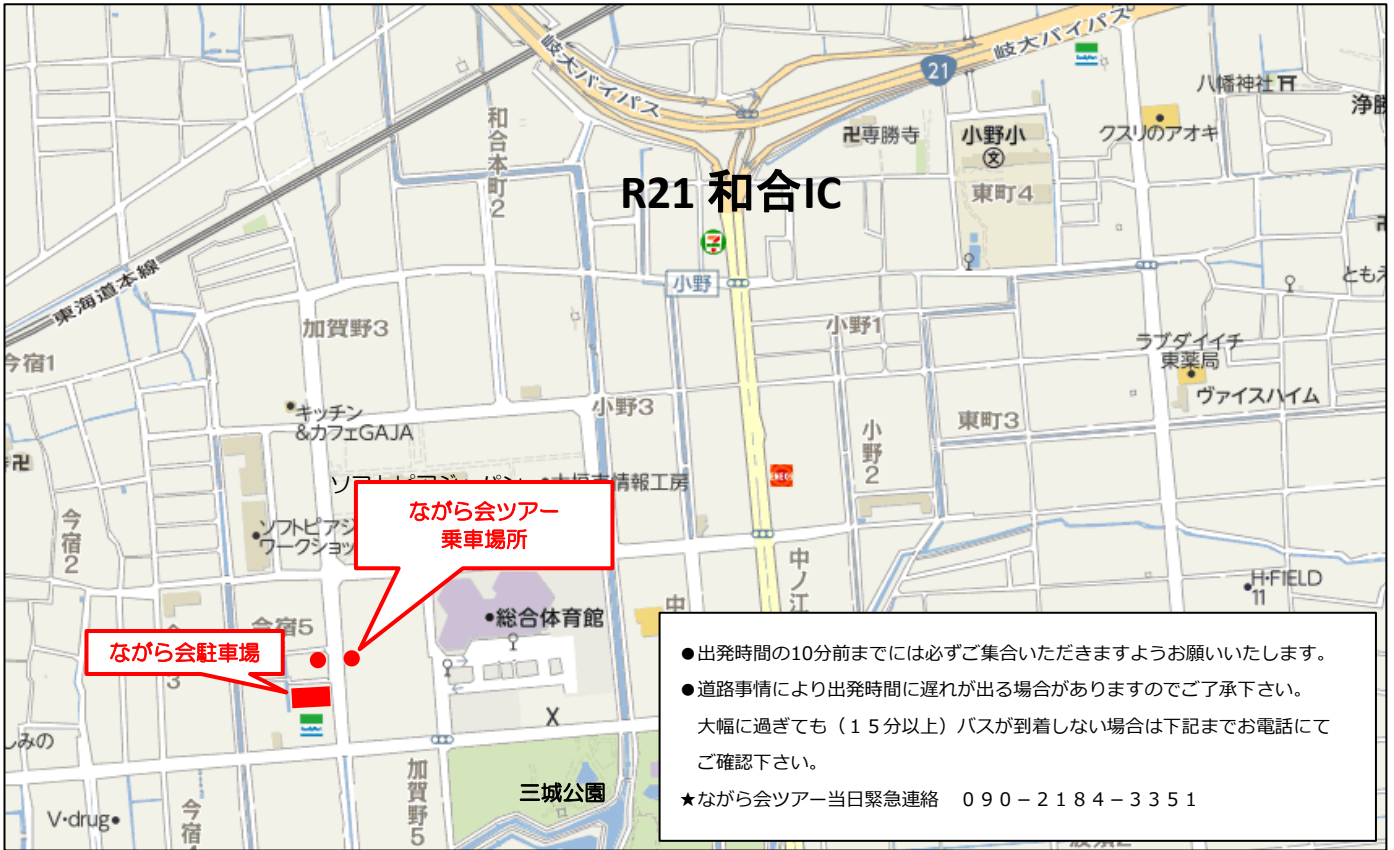 岐大バイパス
岐大バイパス
21
八幡神社
浄勝
クスリのアオキ
専勝寺
小野小
文
東町4
和合本町2
R21 和合IC
小野
東海道本線
加賀野3
小野1
ともえ
今宿1
ラブダイイチ
東薬局
ヴァイスハイム
キッチン
&カフェGAJA
小野3
東町3
小野2
ENEOS
情報工房
ながら会ツアー
乗車場所
今宿2
ソフトピアジ
ワークショッ
中ノ江
H・FIELD
11
総合体育館
中
今宿5
ながら会駐車場
3
X
しみの
加賀野5
三城公園
V・drug
今宿
●出発時間の10分前までには必ずご集合いただきますようお願いいたします。
●道路事情により出発時間に遅れが出る場合がありますのでご了承下さい。
大幅に過ぎても(15分以上)バスが到着しない場合は下記までお電話にて
ご確認下さい。
★ながら会ツアー当日緊急連絡 090-2184-3351